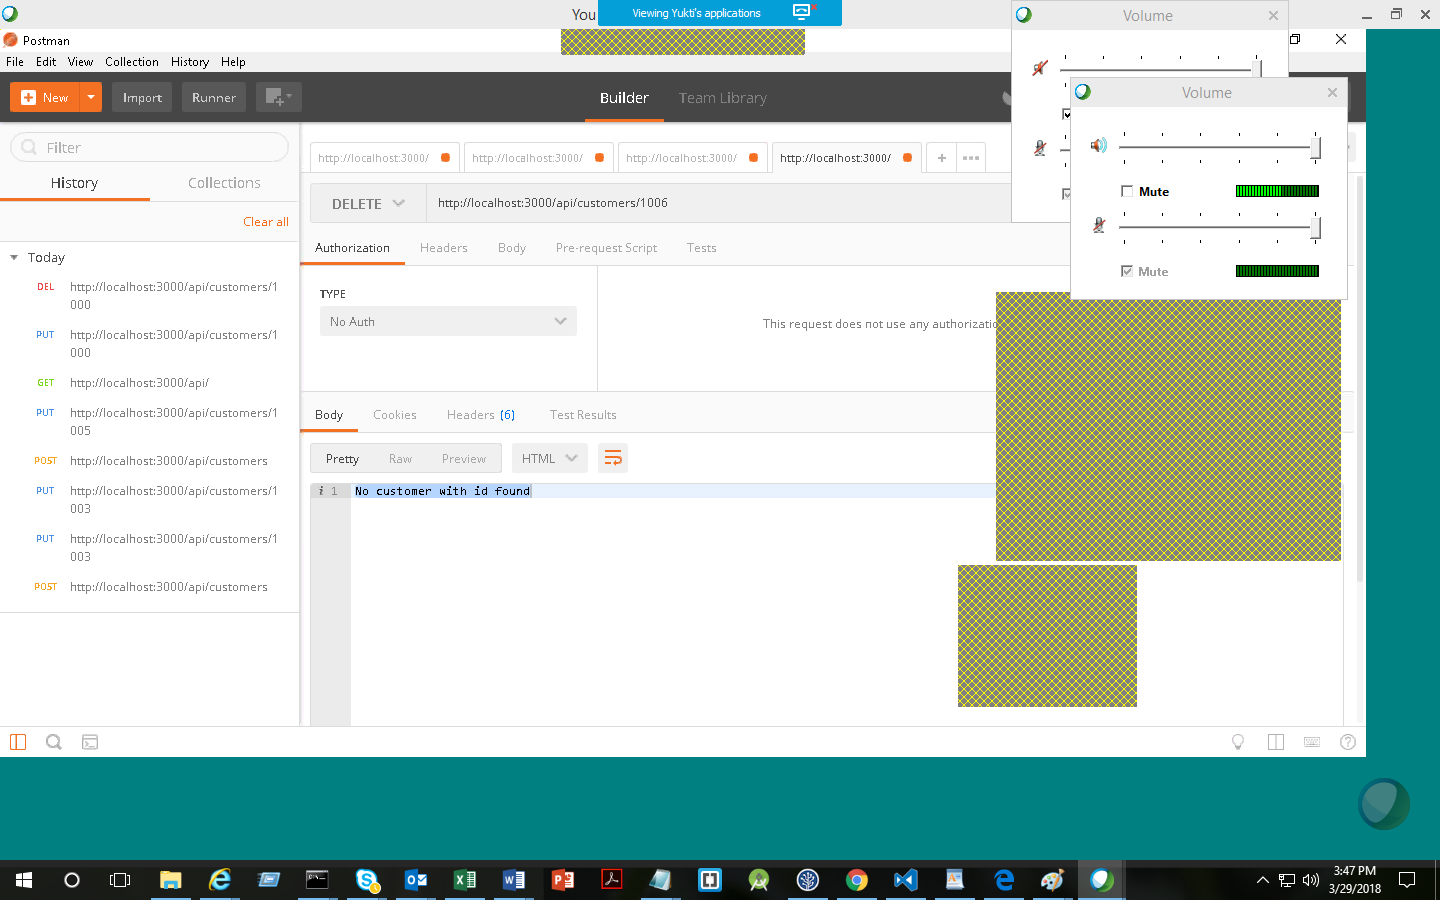 You
Viewing Yukti's applications
Volume
Postman
File Edit View Collection History Help
Volume
New
Import
Runner
Builder
Team Library
Filter
http://localhost:3000/
http://localhost:3000/
http://localhost:3000/
http://localhost:3000/
History
Collections
DELETE
http://localhost:3000/api/customers/1006
Mute
Clear all
Authorization
Headers
Body
Pre-request Script
Tests
Mute
Today
DEL http://localhost:3000/api/customers/1
000
PUT http://localhost:3000/api/customers/1
000
GET http://localhost:3000/api/
PUT http://localhost:3000/api/customers/1
005
POST http://localhost:3000/api/customers
PUT http://localhost:3000/api/customers/1
003
PUT http://localhost:3000/api/customers/1
003
POST http://localhost:3000/api/customers
TYPE
No Auth
This request does not use any authorizatio
Body
Cookies
Headers (6)
Test Results
Pretty
Raw
Preview
HTML
i 1 No customer with id found
3:47 PM
3/29/2018